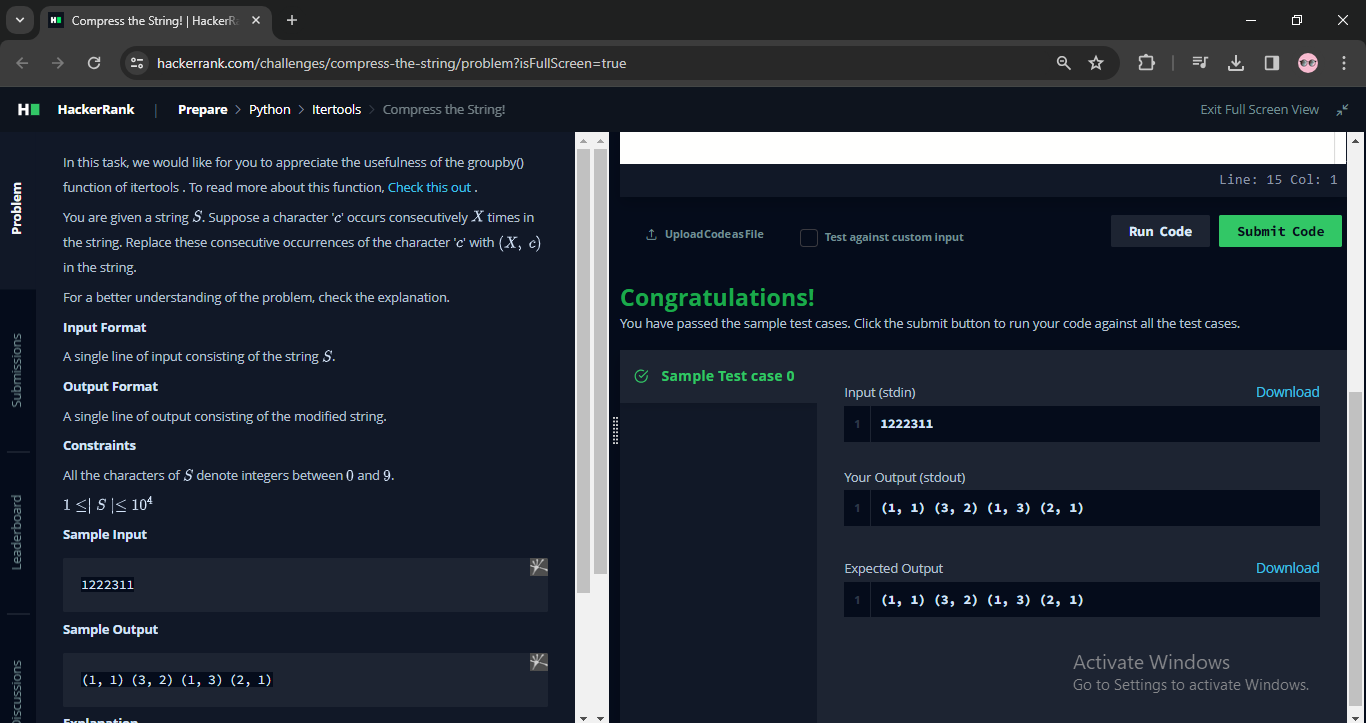 Compress the String! | HackerR
hackerrank.com/challenges/compress-the-string/problem?isFullScreen=true
HackerRank | Prepare > Python > Itertools > Compress the String!
Exit Full Screen View
Problem
Submissions
Leaderboard
In this task, we would like for you to appreciate the usefulness of the groupby()
function of itertools . To read more about this function, Check this out .
You are given a string S. Suppose a character 'c' occurs consecutively X times in
the string. Replace these consecutive occurrences of the character 'c' with (X, c)
in the string.
For a better understanding of the problem, check the explanation.
Input Format
A single line of input consisting of the string S.
Output Format
A single line of output consisting of the modified string.
Constraints
All the characters of S denote integers between 0 and 9.
1 ≤| S |≤ 10⁴
Sample Input
1222311
Sample Output
(1, 1) (3, 2) (1, 3) (2, 1)
Explanation
Line: 15 Col: 1
Upload Code as File
Test against custom input
Run Code
Submit Code
Congratulations!
You have passed the sample test cases. Click the submit button to run your code against all the test cases.
Sample Test case 0
Input (stdin)
Download
1 1222311
Your Output (stdout)
1 (1, 1) (3, 2) (1, 3) (2, 1)
Expected Output
Download
1 (1, 1) (3, 2) (1, 3) (2, 1)
Activate Windows
Go to Settings to activate Windows.